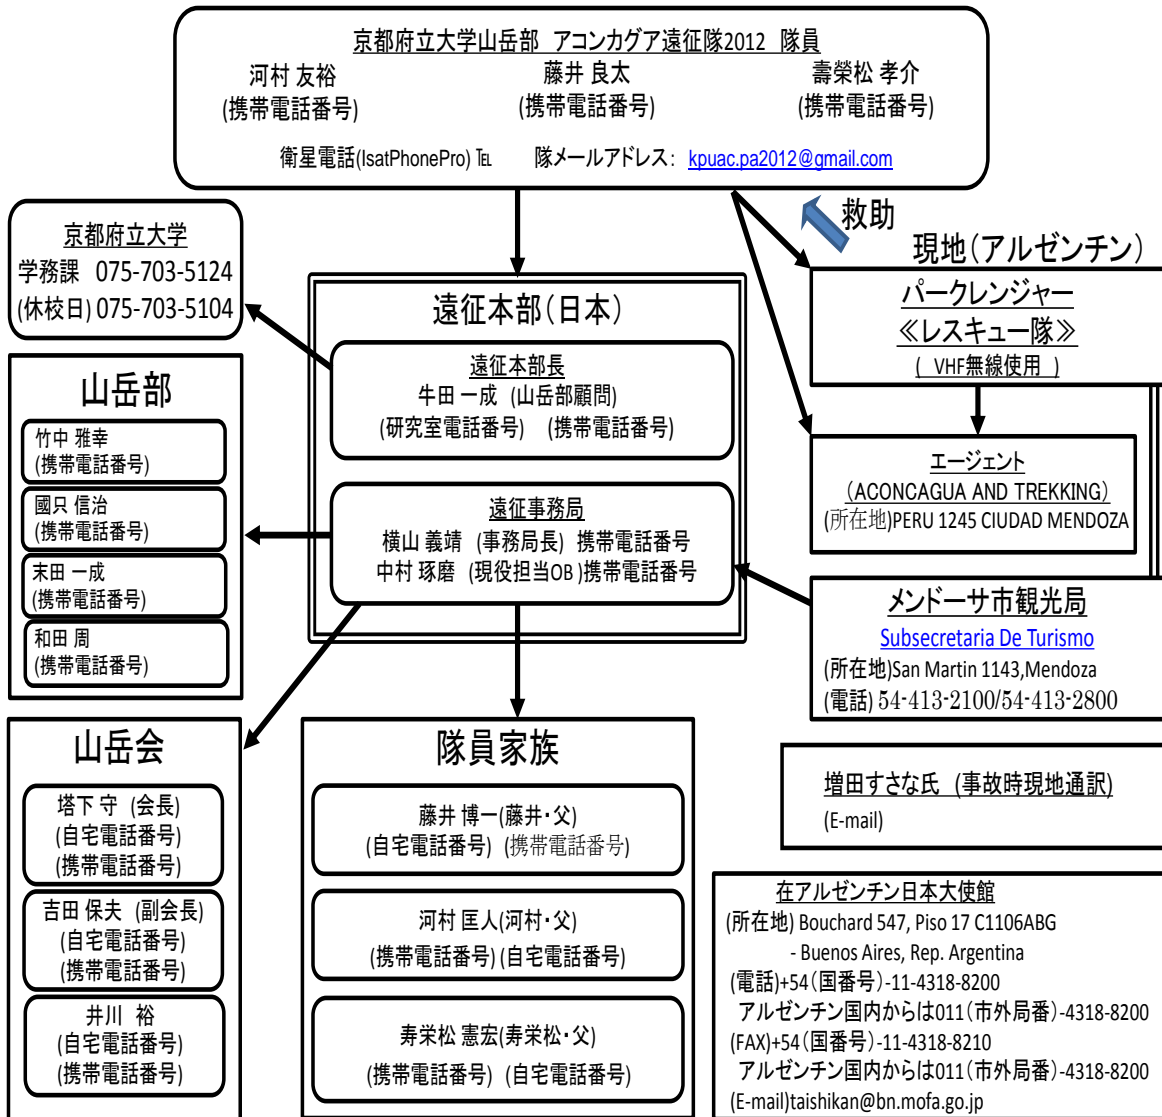 京都府立大学山岳部 アコンカグア遠征隊2012 隊員
河村 友裕 藤井 良太 壽榮松 孝介
(携帯電話番号) (携帯電話番号) (携帯電話番号)
衛星電話(IsatPhonePro) ℡ 隊メールアドレス: kpuac.pa2012@gmail.com
救助
京都府立大学
学務課 075-703-5124
(休校日) 075-703-5104
遠征本部(日本)
遠征本部長
牛田 一成 (山岳部顧問)
(研究室電話番号) (携帯電話番号)
遠征事務局
横山 義靖 (事務局長) 携帯電話番号
中村 琢磨 (現役担当OB )携帯電話番号
現地(アルゼンチン)
パークレンジャー
≪レスキュー隊≫
( VHF無線使用 )
エージェント
(ACONCAGUA AND TREKKING)
(所在地)PERU 1245 CIUDAD MENDOZA
メンドーサ市観光局
Subsecretaria De Turismo
(所在地)San Martin 1143,Mendoza
(電話) 54-413-2100/54-413-2800
山岳部
竹中 雅幸
(携帯電話番号)
國只 信治
(携帯電話番号)
末田 一成
(携帯電話番号)
和田 周
(携帯電話番号)
山岳会
塔下 守 (会長)
(自宅電話番号)
(携帯電話番号)
吉田 保夫 (副会長)
(自宅電話番号)
(携帯電話番号)
井川 裕
(自宅電話番号)
(携帯電話番号)
隊員家族
藤井 博一(藤井・父)
(自宅電話番号) (携帯電話番号)
河村 匡人(河村・父)
(携帯電話番号) (自宅電話番号)
寿栄松 憲宏(寿栄松・父)
(携帯電話番号) (自宅電話番号)
増田すさな氏 (事故時現地通訳)
(E-mail)
在アルゼンチン日本大使館
(所在地) Bouchard 547, Piso 17 C1106ABG
- Buenos Aires, Rep. Argentina
(電話)+54(国番号)-11-4318-8200
アルゼンチン国内からは011(市外局番)-4318-8200
(FAX)+54(国番号)-11-4318-8210
アルゼンチン国内からは011(市外局番)-4318-8200
(E-mail)taishikan@bn.mofa.go.jp